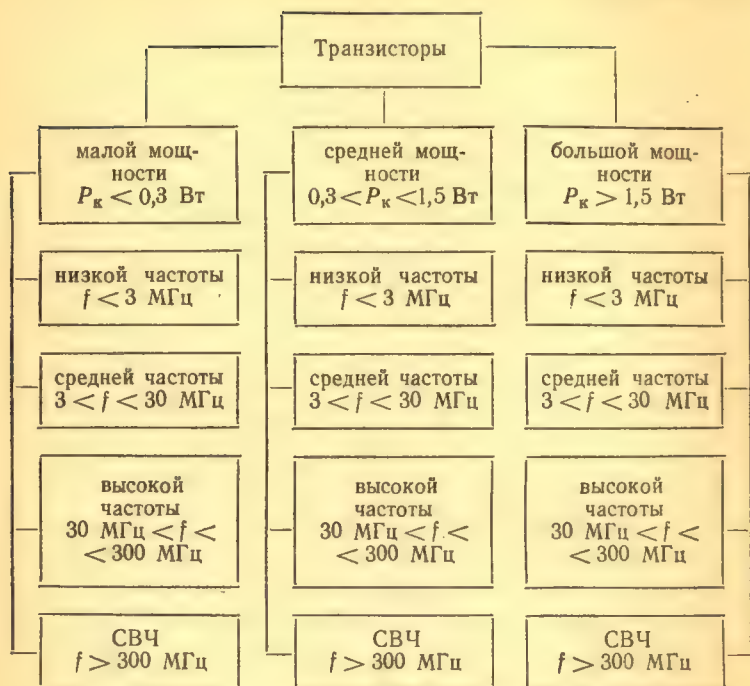 Транзисторы
малой мощ-
ности
Pк < 0,3 Вт
средней мощ-
ности
0,3 < Pк < 1,5 Вт
большой мощ-
ности
Pк > 1,5 Вт
низкой частоты
f < 3 МГц
низкой частоты
f < 3 МГц
низкой частоты
f < 3 МГц
средней частоты
3 < f < 30 МГц
средней частоты
3 < f < 30 МГц
средней частоты
3 < f < 30 МГц
высокой
частоты
30 МГц < f <
< 300 МГц
высокой
частоты
30 МГц < f <
< 300 МГц
высокой
частоты
30 МГц < f <
< 300 МГц
СВЧ
f > 300 МГц
СВЧ
f > 300 МГц
СВЧ
f > 300 МГц